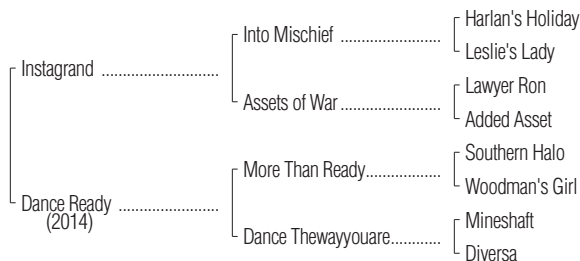 Harlan's Holiday
Into Mischief ......................
Leslie's Lady
Instagrand ..........................
Lawyer Ron
Assets of War ......................
Added Asset
Southern Halo
More Than Ready.................
Woodman's Girl
Dance Ready ......................
(2014)
Mineshaft
Dance Thewayyouare...........
Diversa